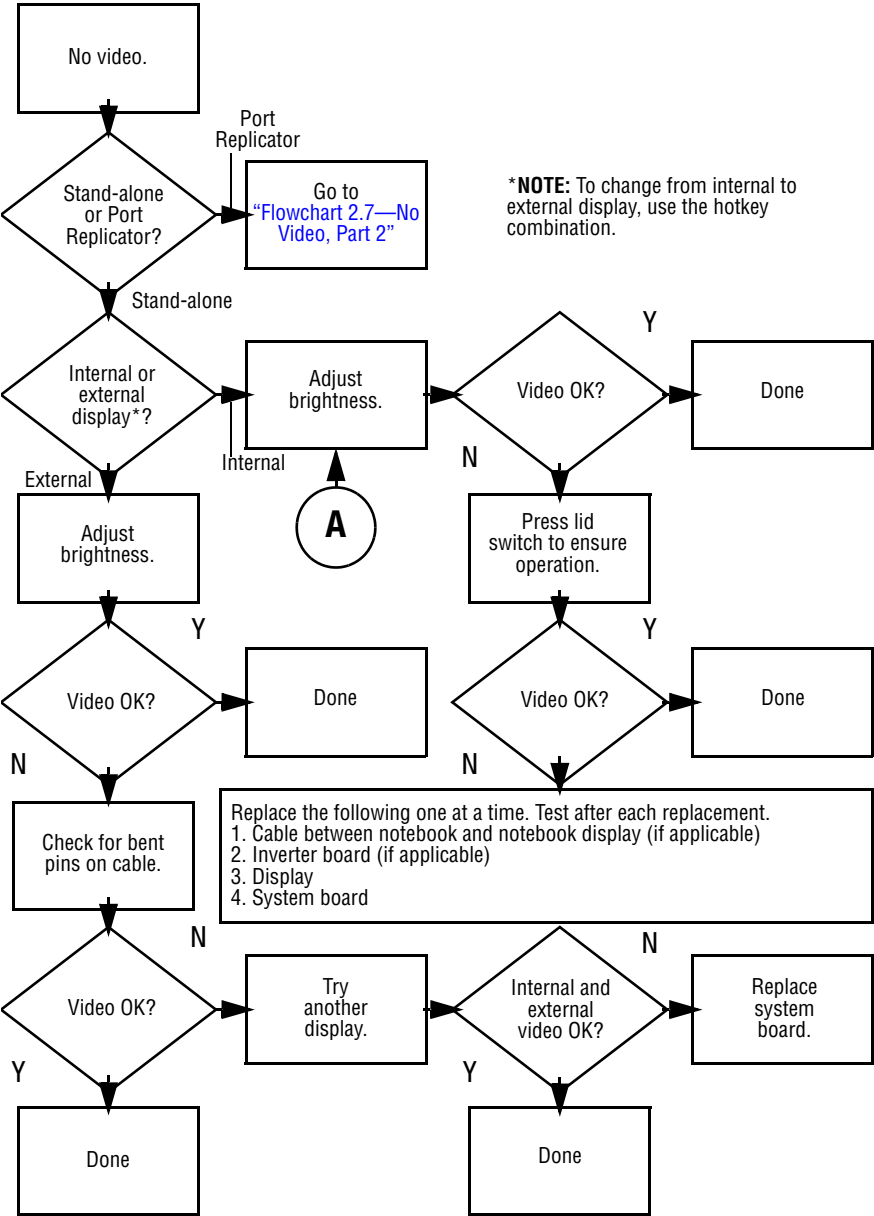 No video.
Port
Replicator
Stand-alone
or Port
Replicator?
Go to
“Flowchart 2.7—No
Video, Part 2”
*NOTE: To change from internal to
external display, use the hotkey
combination.
Stand-alone
Internal or
external
display*?
Internal
Adjust
brightness.
A
Video OK?
Y
Done
N
Press lid
switch to ensure
operation.
External
Adjust
brightness.
Video OK?
Y
Done
N
Video OK?
Y
Done
N
Check for bent
pins on cable.
Replace the following one at a time. Test after each replacement.
1. Cable between notebook and notebook display (if applicable)
2. Inverter board (if applicable)
3. Display
4. System board
Video OK?
N
Try
another
display.
Internal and
external
video OK?
N
Replace
system
board.
Y
Done
Y
Done